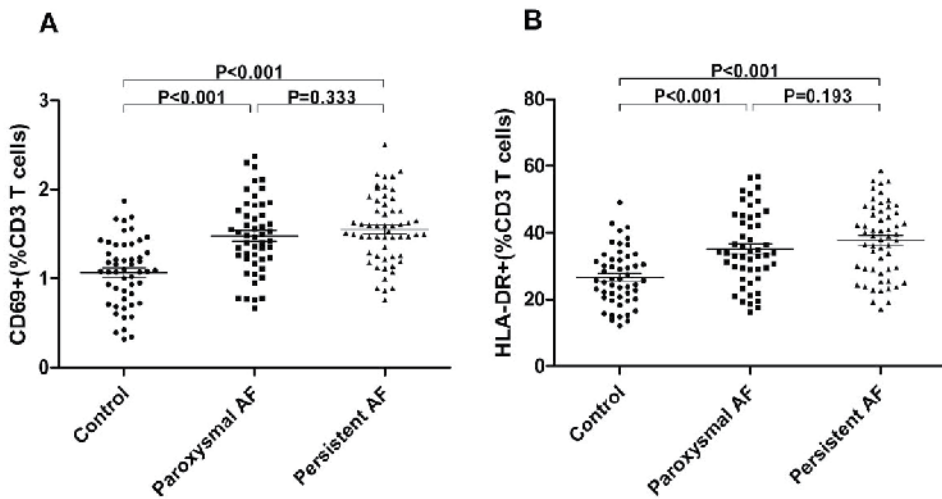 A
P<0.001
P<0.001
P=0.333
CD69+(%CD3 T cells)
3
2
1
0
Control
Paroxysmal AF
Persistent AF
B
P<0.001
P<0.001
P=0.193
HLA-DR+(%CD3 T cells)
80
60
40
20
0
Control
Paroxysmal AF
Persistent AF